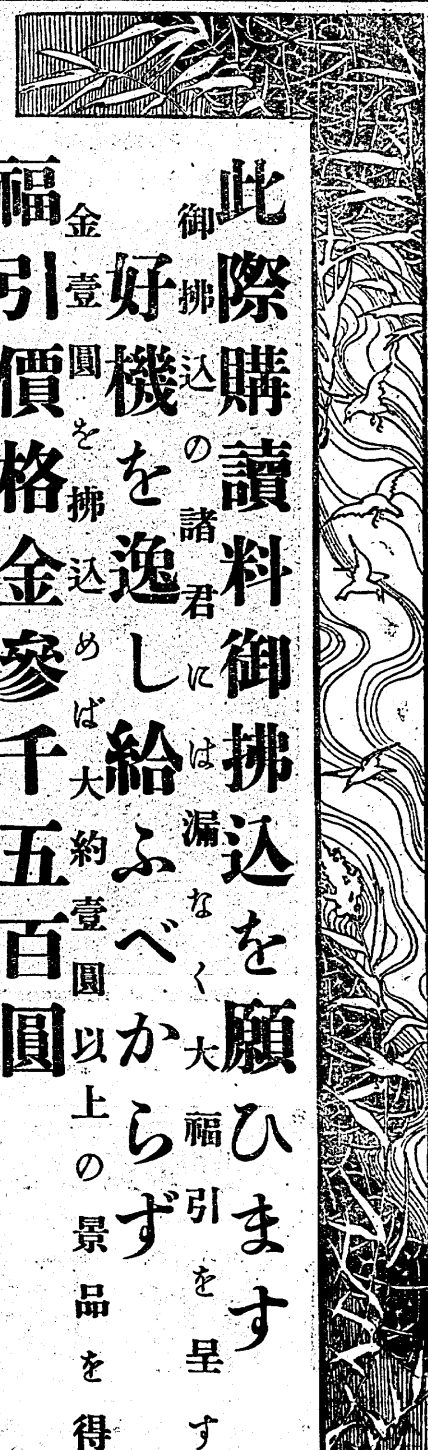 此際購讀料御拂込を願ひます
御拂込の諸君には漏なく大福引を呈す
好機を逸し給ふべからず
金壹圓を拂込めば大約壹圓以上の景品を得
福引價格金參千五百圓